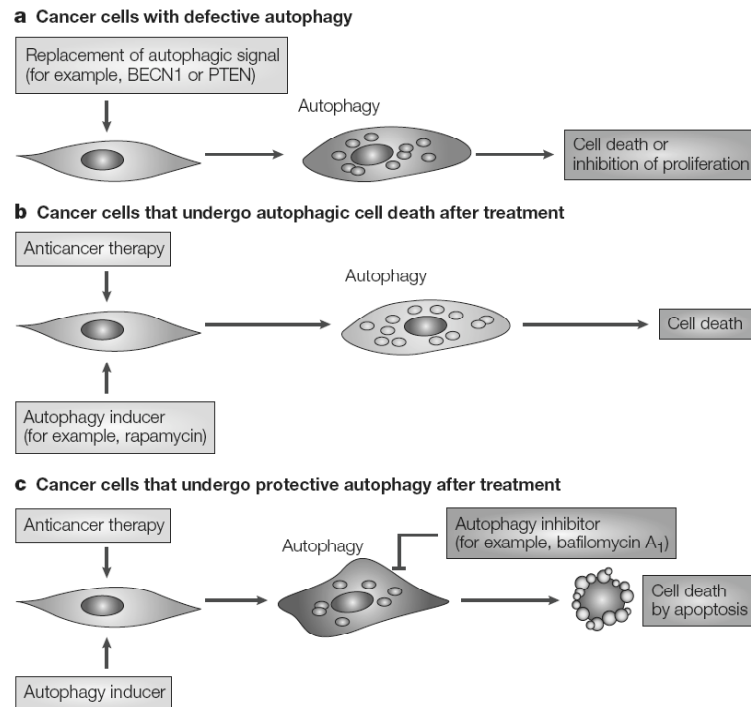 a Cancer cells with defective autophagy
Replacement of autophagic signal
(for example, BECN1 or PTEN)
Autophagy
Cell death or
inhibition of proliferation
b Cancer cells that undergo autophagic cell death after treatment
Anticancer therapy
Autophagy
Cell death
Autophagy inducer
(for example, rapamycin)
c Cancer cells that undergo protective autophagy after treatment
Anticancer therapy
Autophagy
Autophagy inhibitor
(for example, bafilomycin A₁)
Cell death
by apoptosis
Autophagy inducer